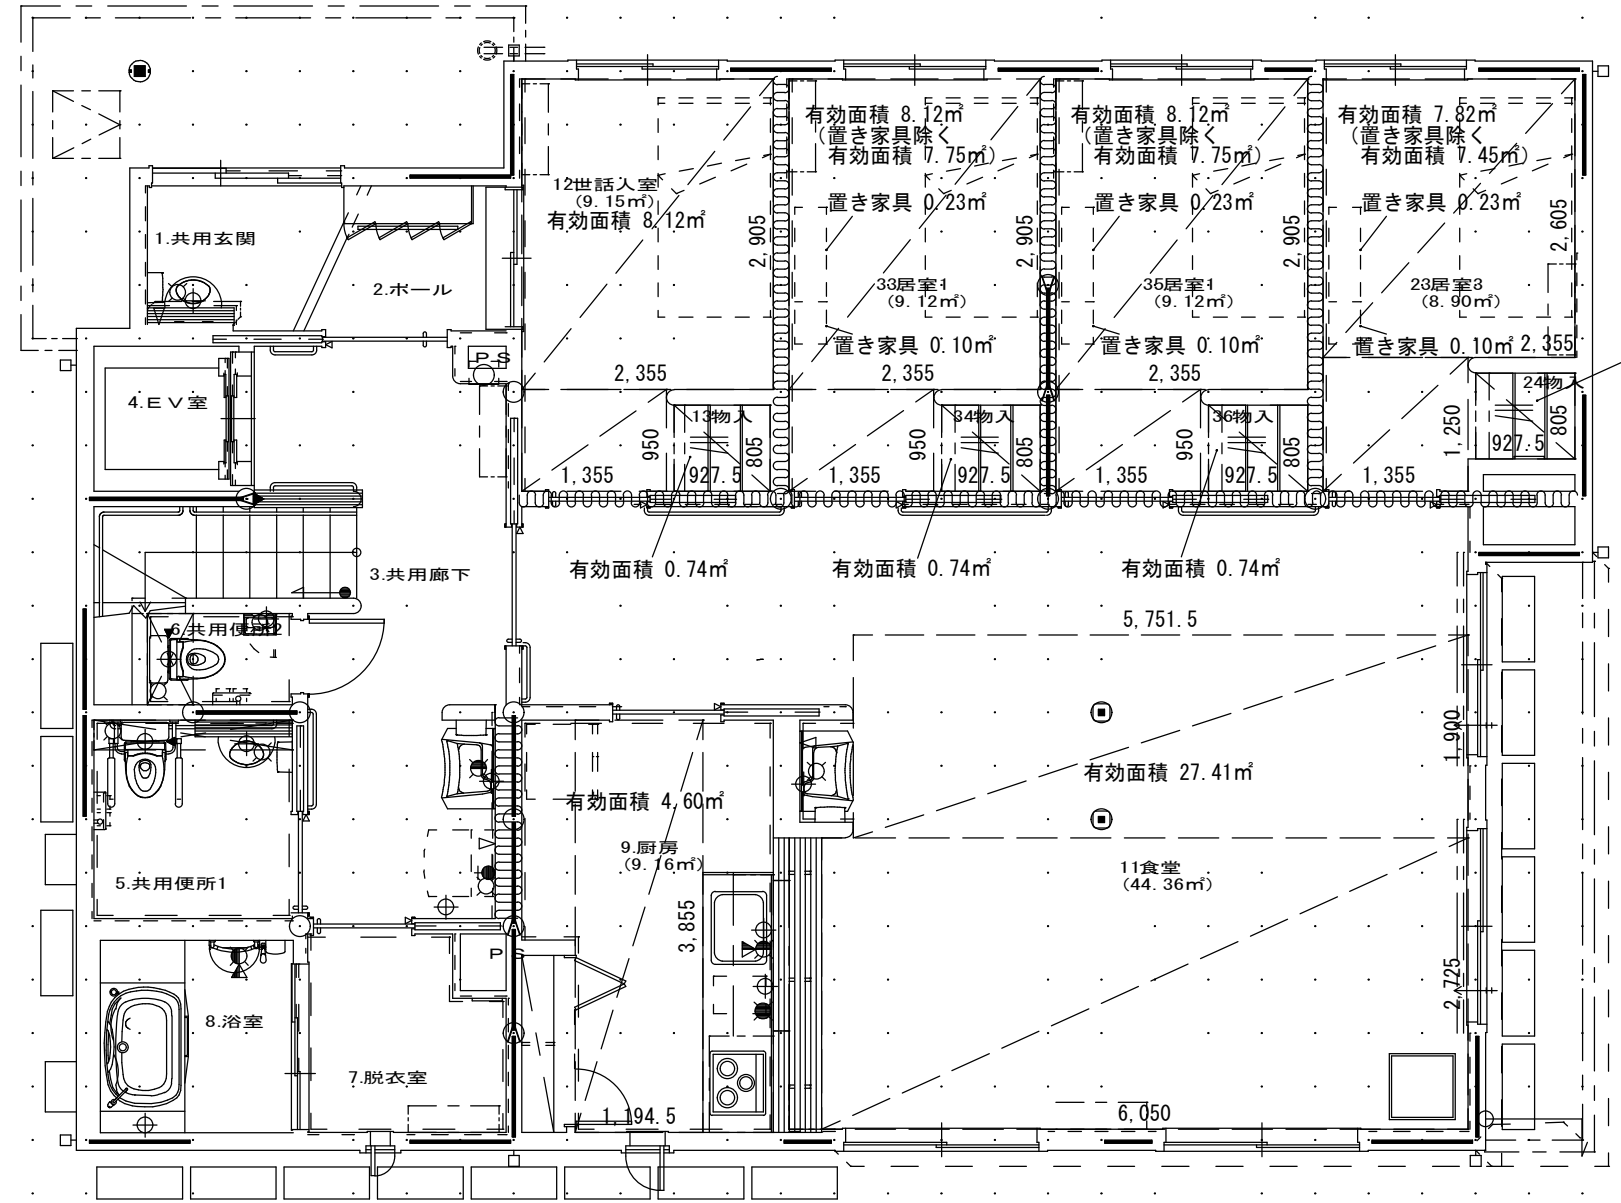 有効面積 8.12㎡
(置き家具除く
有効面積 7.75㎡)
有効面積 8.12㎡
(置き家具除く
有効面積 7.75㎡)
有効面積 7.82㎡
(置き家具除く
有効面積 7.45㎡)
12世話人室
(9.15㎡)
有効面積 8.12㎡
置き家具 0.23㎡
置き家具 0.23㎡
置き家具 0.23㎡
2,905
2,905
2,905
2,605
1.共用玄関
2.ホール
33居室1
(9.12㎡)
35居室1
(9.12㎡)
23居室3
(8.90㎡)
置き家具 0.10㎡
置き家具 0.10㎡
置き家具 0.10㎡
2,355
PS
2,355
2,355
2,355
24物入
4.EV室
13物入
34物入
36物入
950
805
950
805
950
805
1,250
805
927.5
1,355
927.5
1,355
927.5
1,355
927.5
1,355
3.共用廊下
有効面積 0.74㎡
有効面積 0.74㎡
有効面積 0.74㎡
5,751.5
6.共用便所2
1,900
有効面積 27.41㎡
有効面積 4.60㎡
9.厨房
(9.16㎡)
11食堂
(44.36㎡)
5.共用便所1
3,855
PS
2,725
8.浴室
7.脱衣室
1,194.5
6,050